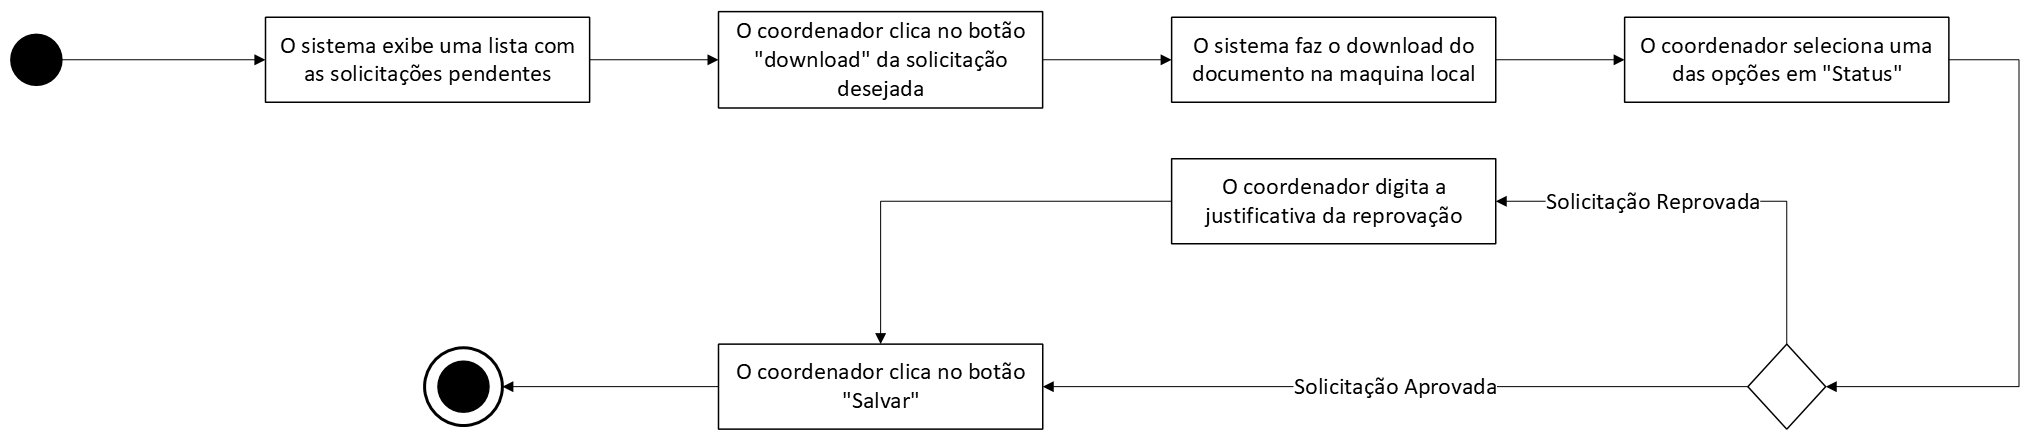 O sistema exibe uma lista com
as solicitações pendentes
O coordenador clica no botão
"download" da solicitação
desejada
O sistema faz o download do
documento na maquina local
O coordenador seleciona uma
das opções em "Status"
O coordenador digita a
justificativa da reprovação
Solicitação Reprovada
O coordenador clica no botão
"Salvar"
Solicitação Aprovada